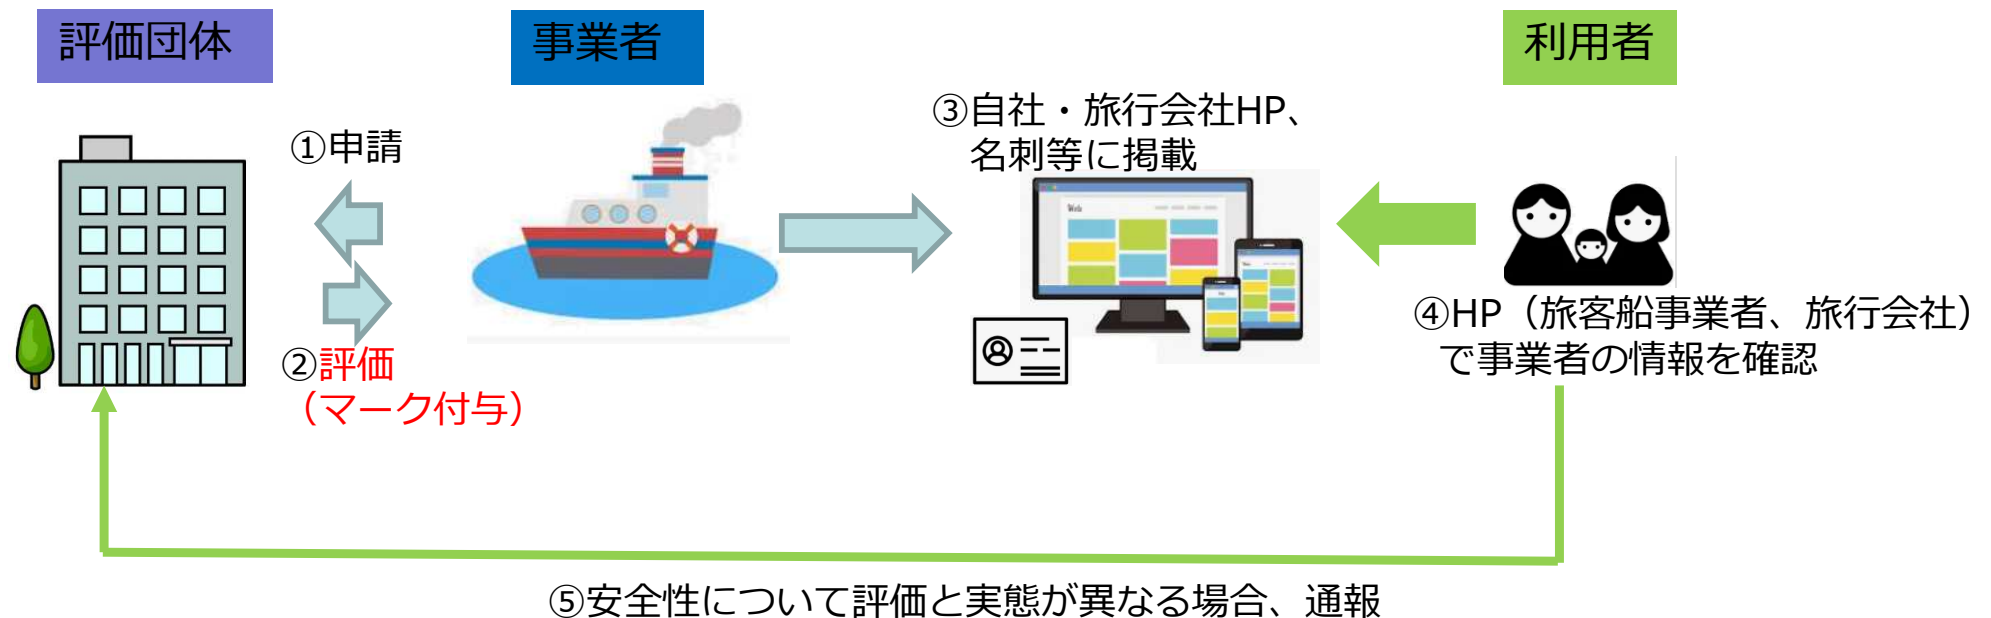 評価団体
事業者
利用者
①申請
②評価
（マーク付与）
③自社・旅行会社HP、
名刺等に掲載
Web
④HP（旅客船事業者、旅行会社）
で事業者の情報を確認
⑤安全性について評価と実態が異なる場合、通報